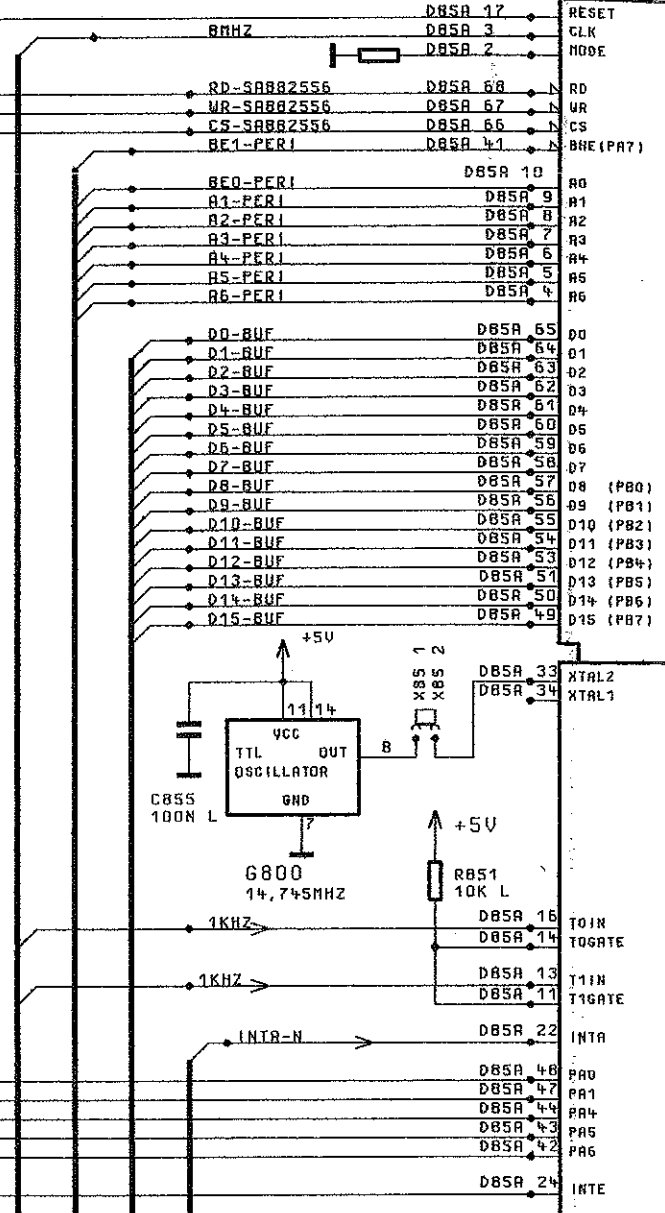 D85A 17 RESET
8MHZ D85A 3 CLK
D85A 2 MODE
RD-SAB82556 D85A 68 RD
WR-SAB82556 D85A 67 WR
CS-SAB82556 D85A 66 CS
BE1-PERI D85A 41 BHE(PA7)
BE0-PERI D85A 10 A0
A1-PERI D85A 9 A1
A2-PERI D85A 8 A2
A3-PERI D85A 7 A3
A4-PERI D85A 6 A4
A5-PERI D85A 5 A5
A6-PERI D85A 4 A6
D0-BUF D85A 65 D0
D1-BUF D85A 64 D1
D2-BUF D85A 63 D2
D3-BUF D85A 62 D3
D4-BUF D85A 61 D4
D5-BUF D85A 60 D5
D6-BUF D85A 59 D6
D7-BUF D85A 58 D7
D8-BUF D85A 57 D8 (PB0)
D9-BUF D85A 56 D9 (PB1)
D10-BUF D85A 55 D10 (PB2)
D11-BUF D85A 54 D11 (PB3)
D12-BUF D85A 53 D12 (PB4)
D13-BUF D85A 51 D13 (PB5)
D14-BUF D85A 50 D14 (PB6)
D15-BUF D85A 49 D15 (PB7)
+5V
X85 1
X85 2
D85A 33 XTAL2
D85A 34 XTAL1
11 14
VCC
TTL OUT 8
OSCILLATOR
GND
7
C855
100N L
G800
14,745MHZ
+5V
R851
10K L
1KHZ D85A 16 T0IN
D85A 14 T0GATE
1KHZ D85A 13 T1IN
D85A 11 T1GATE
INTA-N D85A 22 INTA
D85A 48 PA0
D85A 47 PA1
D85A 44 PA4
D85A 43 PA5
D85A 42 PA6
D85A 24 INTE